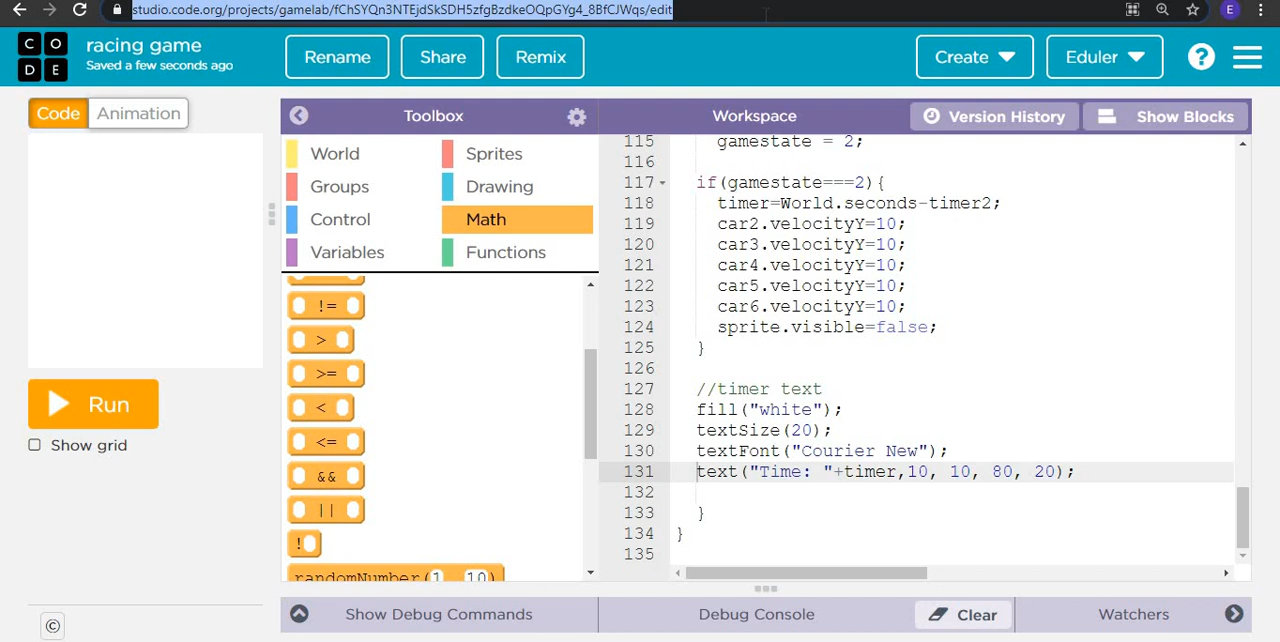 studio.code.org/projects/gamelab/fChSYQn3NTEjdSkSDH5zfgBzdkeOQpGYg4_8BfCJWqs/edit
E
C O
D E
racing game
Saved a few seconds ago
Rename
Share
Remix
Create
Eduler
?
Code
Animation
Toolbox
Workspace
Version History
Show Blocks
World
Sprites
Groups
Drawing
Control
Math
Variables
Functions
!=
>
>=
<
<=
&&
||
!
randomNumber(1, 10)
Run
Show grid
115 gamestate = 2;
116
117 if(gamestate===2){
118 timer=World.seconds-timer2;
119 car2.velocityY=10;
120 car3.velocityY=10;
121 car4.velocityY=10;
122 car5.velocityY=10;
123 car6.velocityY=10;
124 sprite.visible=false;
125 }
126
127 //timer text
128 fill("white");
129 textSize(20);
130 textFont("Courier New");
131 text("Time: "+timer,10, 10, 80, 20);
132
133 }
134 }
135
©
Show Debug Commands
Debug Console
Clear
Watchers